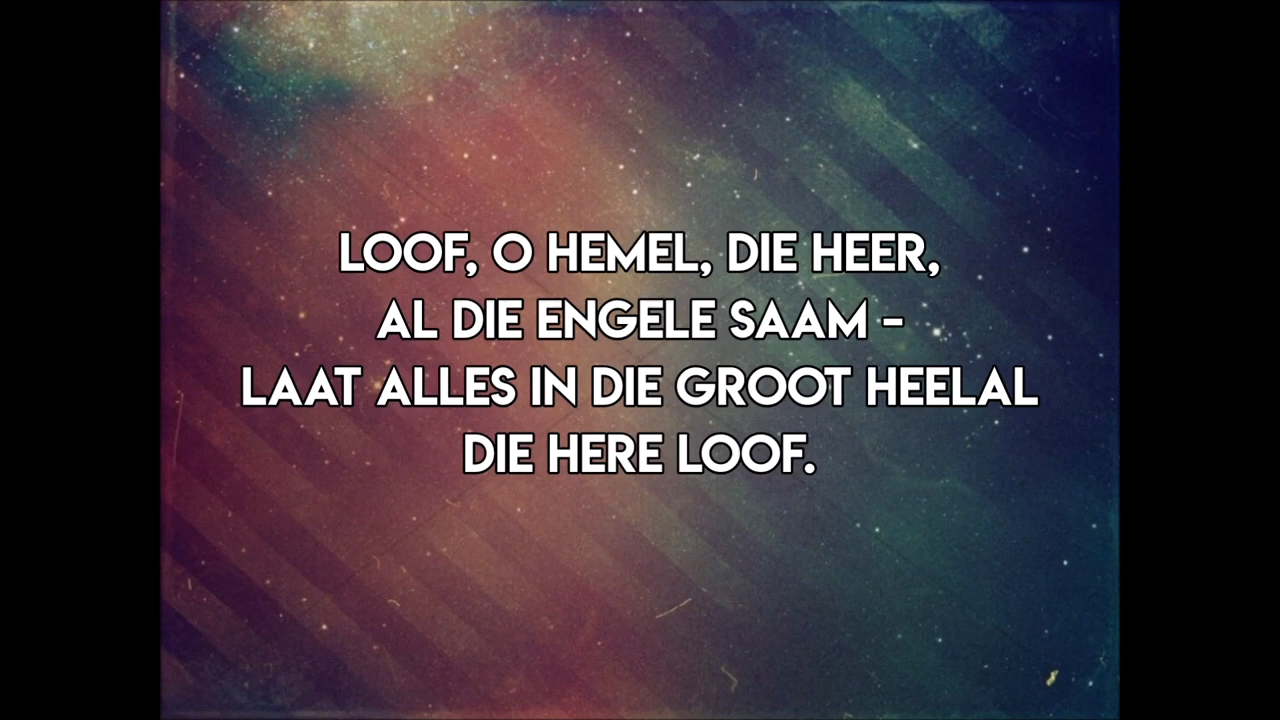 LOOF, O HEMEL, DIE HEER,
AL DIE ENGELE SAAM -
LAAT ALLES IN DIE GROOT HEELAL
DIE HERE LOOF.